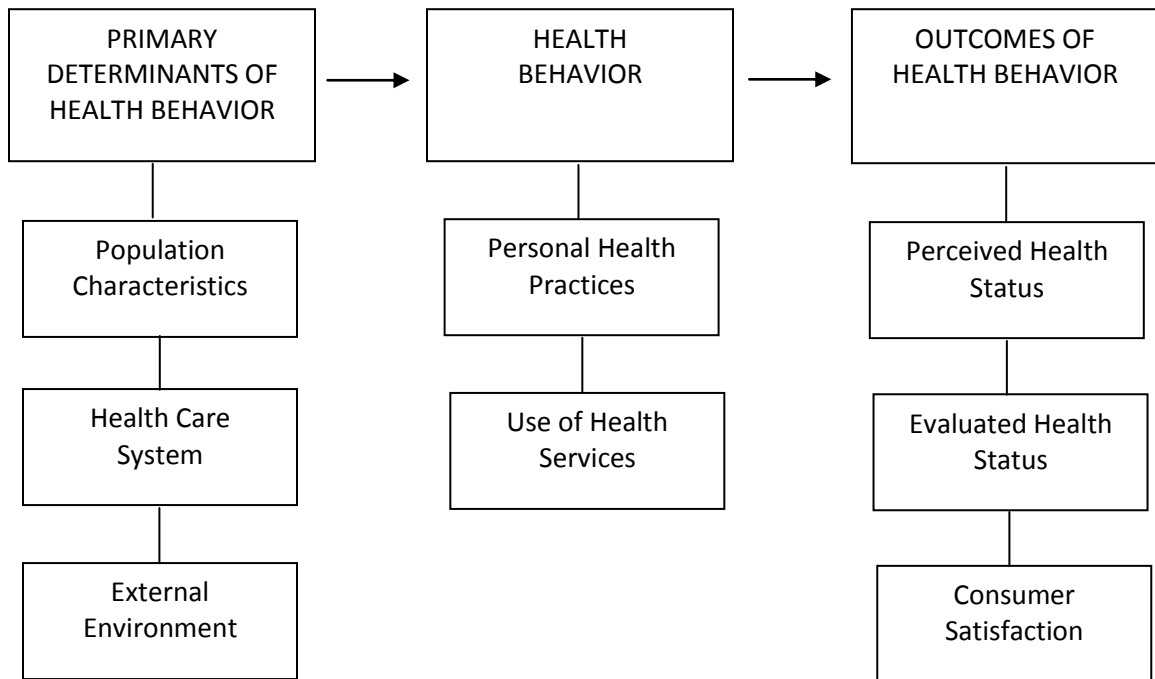 PRIMARY
DETERMINANTS OF
HEALTH BEHAVIOR
HEALTH
BEHAVIOR
OUTCOMES OF
HEALTH BEHAVIOR
Population
Characteristics
Health Care
System
External
Environment
Personal Health
Practices
Use of Health
Services
Perceived Health
Status
Evaluated Health
Status
Consumer
Satisfaction